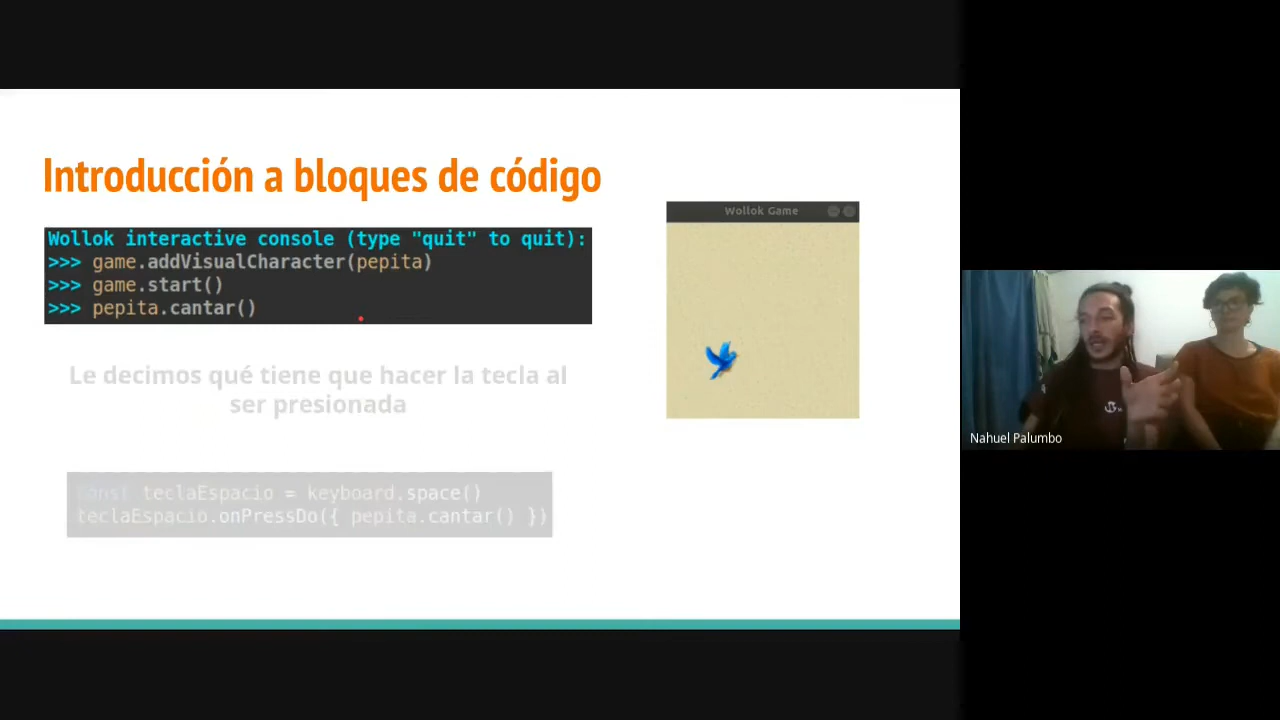 Introducción a bloques de código
Wollok Game
Wollok interactive console (type "quit" to quit):
>>> game.addVisualCharacter(pepita)
>>> game.start()
>>> pepita.cantar()
Le decimos qué tiene que hacer la tecla al
ser presionada
const teclaEspacio = keyboard.space()
teclaEspacio.onPressDo({ pepita.cantar() })
Nahuel Palumbo